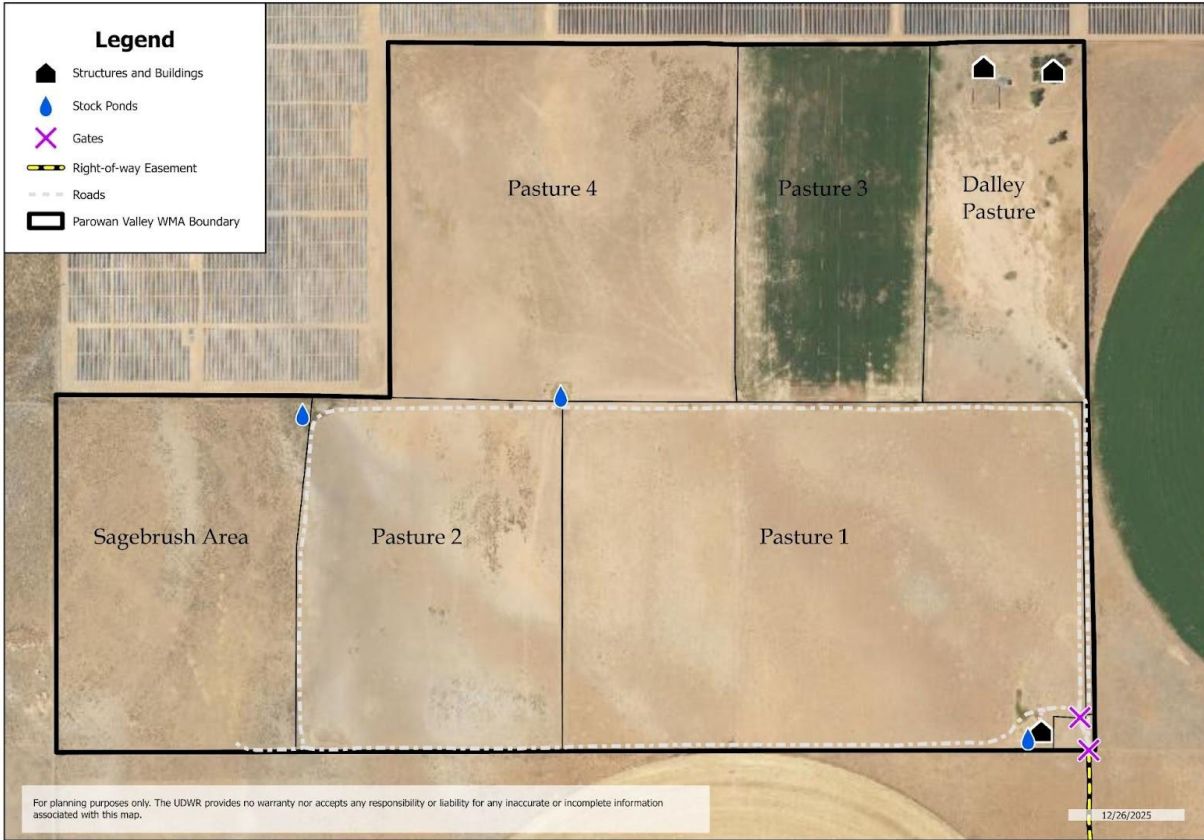 Legend
Structures and Buildings
Stock Ponds
Gates
Right-of-way Easement
Roads
Parowan Valley WMA Boundary
Pasture 4
Pasture 3
Dalley
Pasture
Sagebrush Area
Pasture 2
Pasture 1
For planning purposes only. The UDWR provides no warranty nor accepts any responsibility or liability for any inaccurate or incomplete information
associated with this map.
12/26/2025